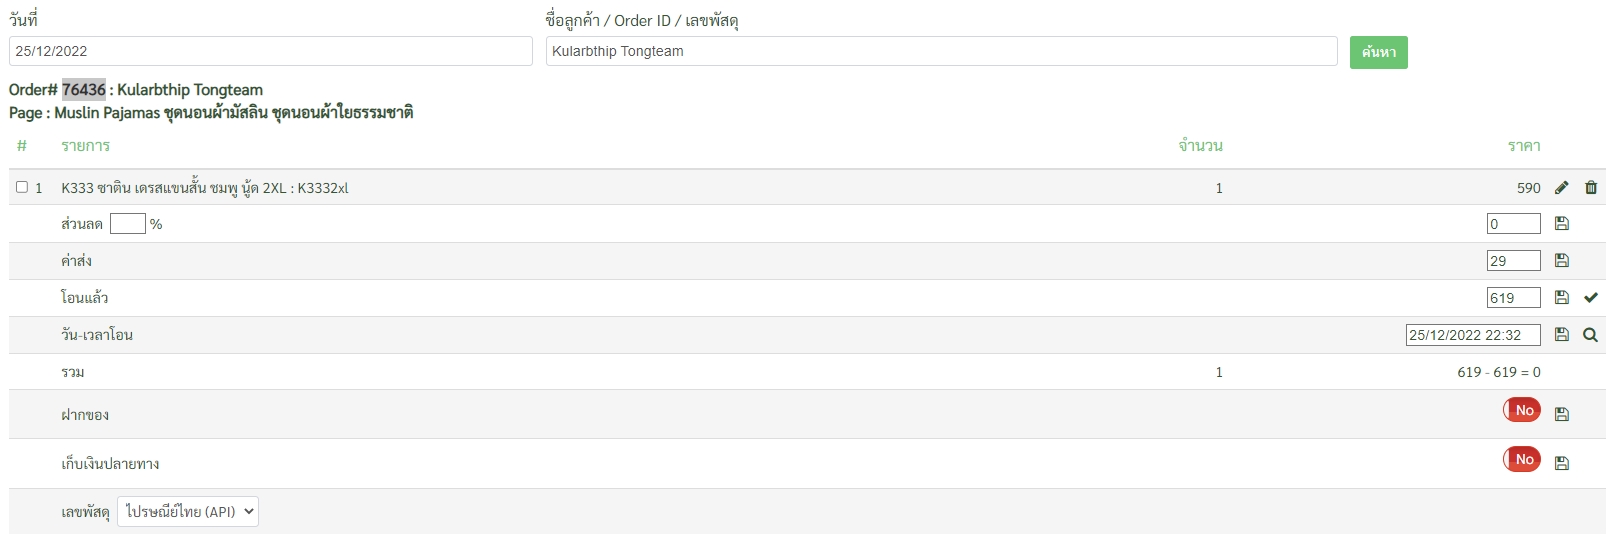 วันที่ ชื่อลูกค้า / Order ID / เลขพัสดุ
25/12/2022 Kularbthip Tongteam ค้นหา
Order# 76436 : Kularbthip Tongteam
Page : Muslin Pajamas ชุดนอนผ้ามัสลิน ชุดนอนผ้าใยธรรมชาติ
# รายการ จำนวน ราคา
1 K333 ซาติน เดรสแขนสั้น ชมพู นู้ด 2XL : K3332xl 1 590
ส่วนลด % 0
ค่าส่ง 29
โอนแล้ว 619
วัน-เวลาโอน 25/12/2022 22:32
รวม 1 619 - 619 = 0
ฝากของ No
เก็บเงินปลายทาง No
เลขพัสดุ ไปรษณีย์ไทย (API)